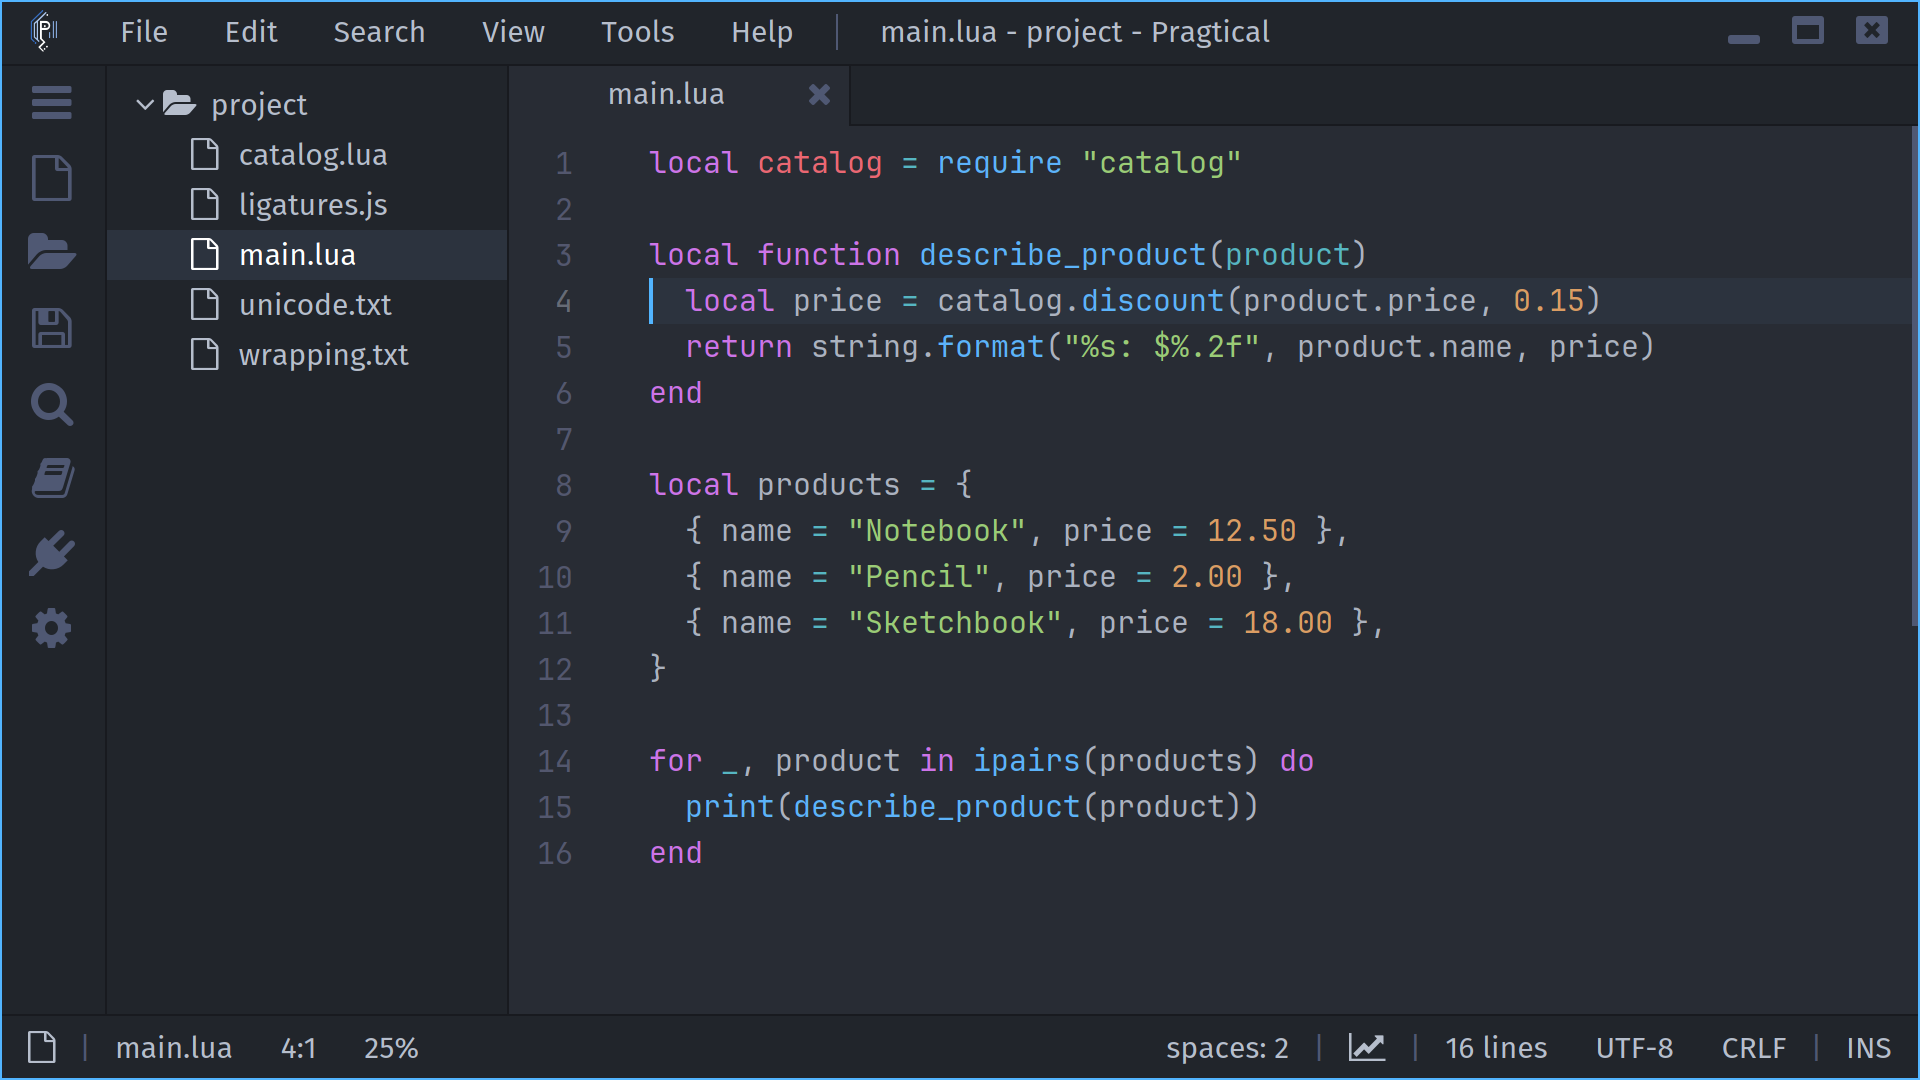 File Edit Search View Tools Help main.lua - project - Pragtical
project
catalog.lua
ligatures.js
main.lua
unicode.txt
wrapping.txt
main.lua
1 local catalog = require "catalog"
2
3 local function describe_product(product)
4   local price = catalog.discount(product.price, 0.15)
5   return string.format("%s: $%.2f", product.name, price)
6 end
7
8 local products = {
9   { name = "Notebook", price = 12.50 },
10   { name = "Pencil", price = 2.00 },
11   { name = "Sketchbook", price = 18.00 },
12 }
13
14 for _, product in ipairs(products) do
15   print(describe_product(product))
16 end
main.lua 4:1 25% spaces: 2 16 lines UTF-8 CRLF INS